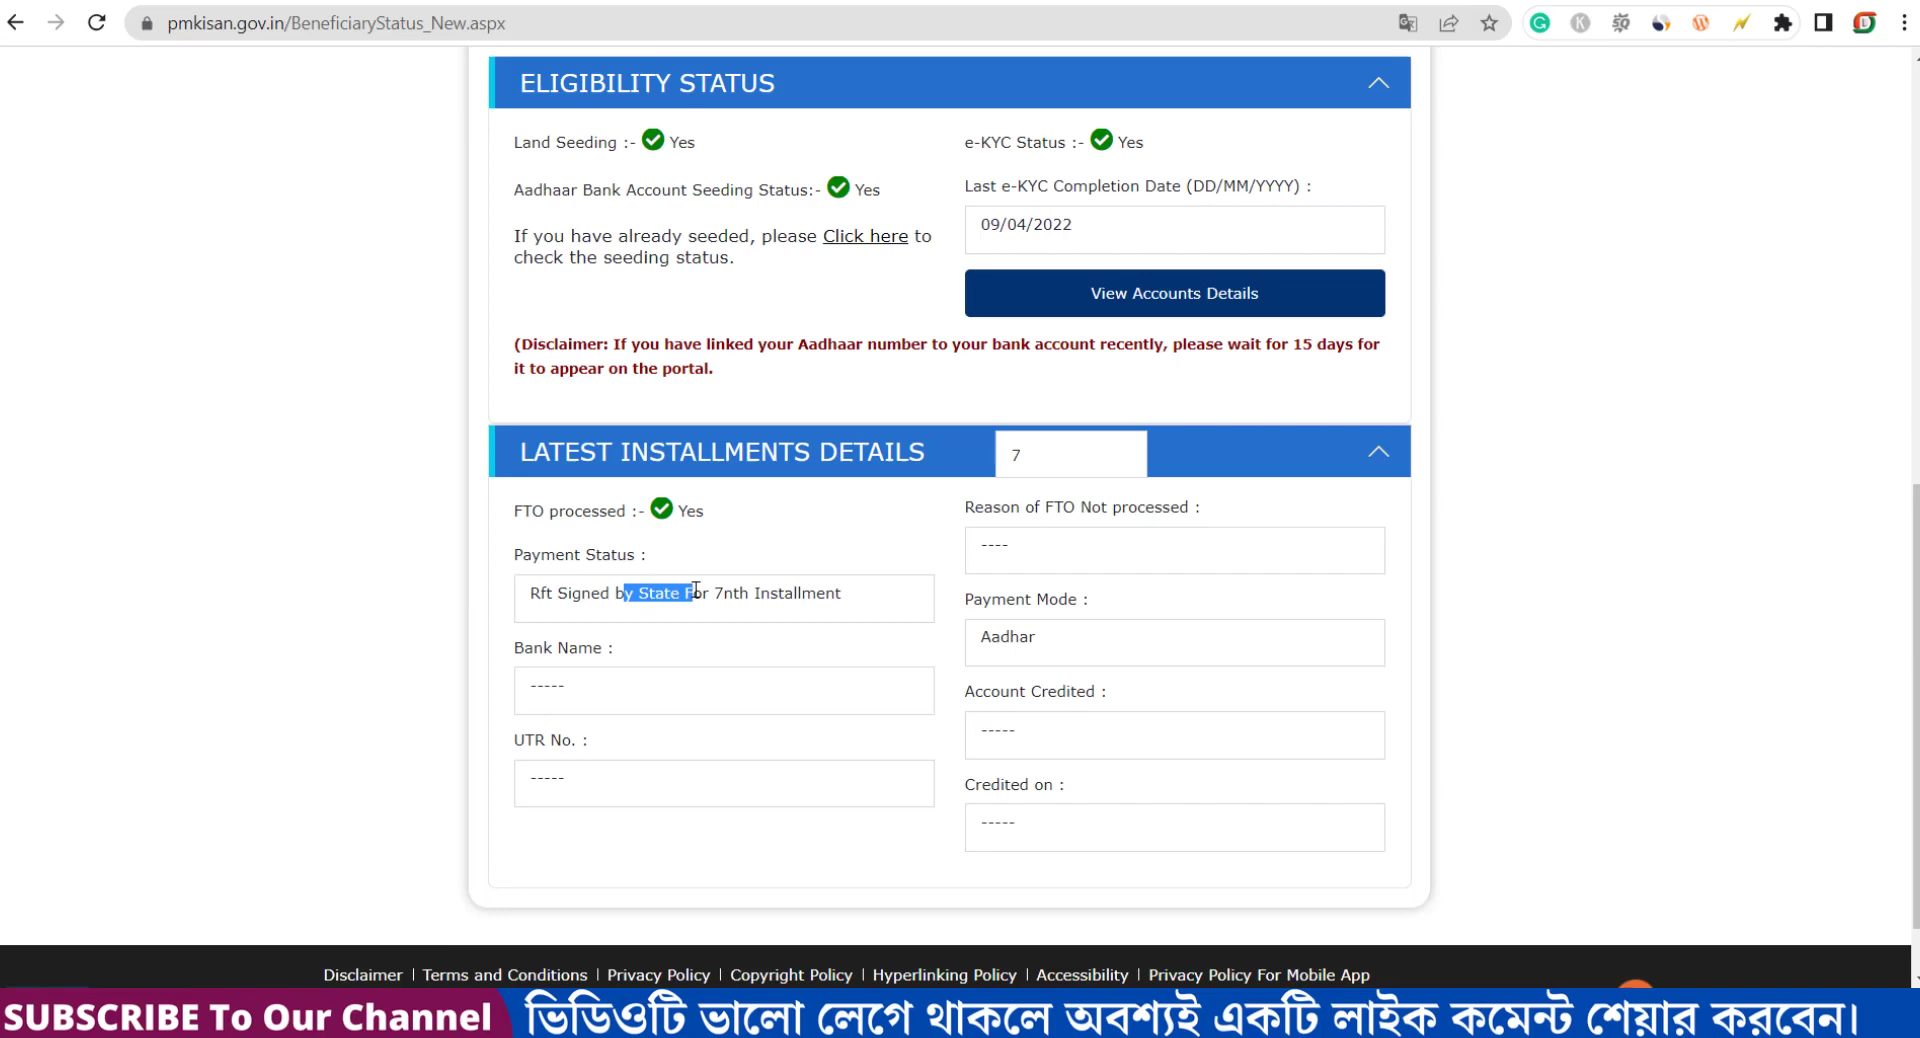 pmkisan.gov.in/BeneficiaryStatus_New.aspx
ELIGIBILITY STATUS
Land Seeding :- Yes
e-KYC Status :- Yes
Aadhaar Bank Account Seeding Status:- Yes
Last e-KYC Completion Date (DD/MM/YYYY) :
09/04/2022
If you have already seeded, please Click here to
check the seeding status.
View Accounts Details
(Disclaimer: If you have linked your Aadhaar number to your bank account recently, please wait for 15 days for
it to appear on the portal.
LATEST INSTALLMENTS DETAILS 7
FTO processed :- Yes
Reason of FTO Not processed :
----
Payment Status :
Rft Signed by State For 7nth Installment
Payment Mode :
Aadhar
Bank Name :
-----
Account Credited :
-----
UTR No. :
-----
Credited on :
-----
Disclaimer | Terms and Conditions | Privacy Policy | Copyright Policy | Hyperlinking Policy | Accessibility | Privacy Policy For Mobile App
SUBSCRIBE To Our Channel
ভিডিওটি ভালো লেগে থাকলে অবশ্যই একটি লাইক কমেন্ট শেয়ার করবেন।